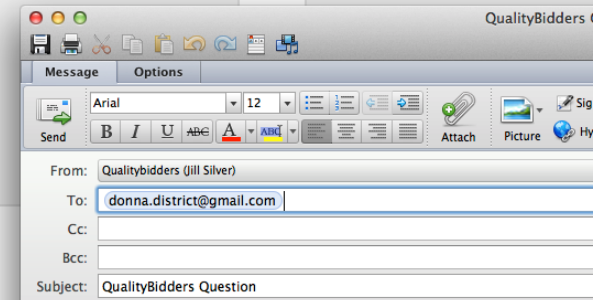 QualityBidders
Message Options
Arial 12
Send B I U ABC A ABC Attach Picture
From: Qualitybidders (Jill Silver)
To: donna.district@gmail.com
Cc:
Bcc:
Subject: QualityBidders Question